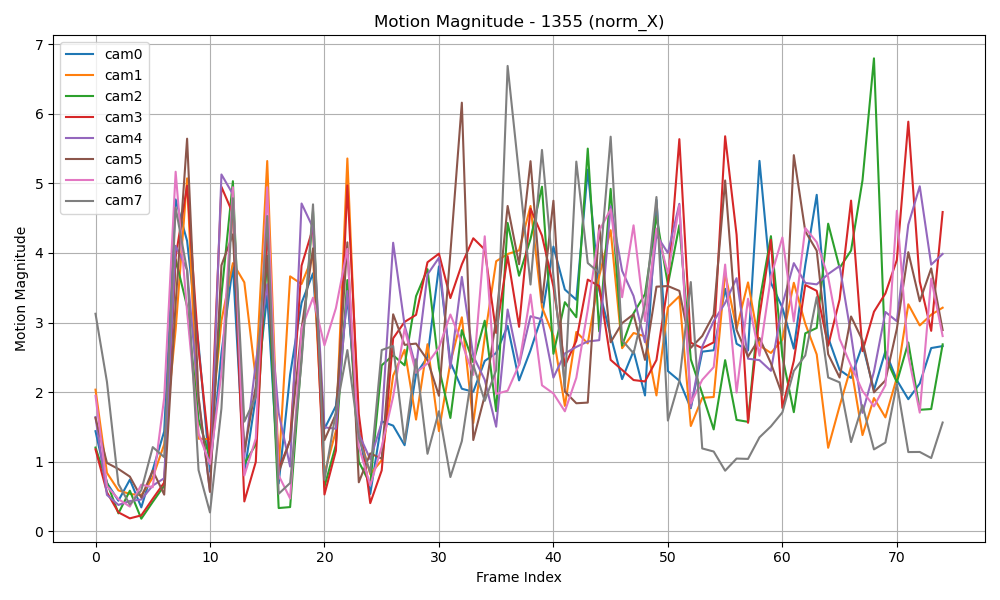 Motion Magnitude - 1355 (norm_X)
7
6
5
4
3
2
1
0
Motion Magnitude
cam0
cam1
cam2
cam3
cam4
cam5
cam6
cam7
0
10
20
30
40
50
60
70
Frame Index